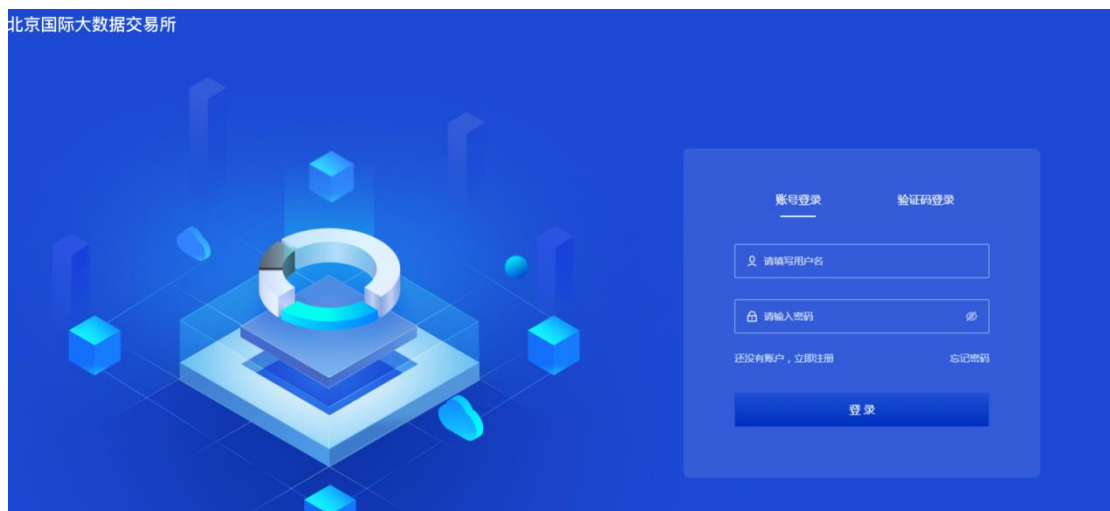 北京国际大数据交易所
账号登录 验证码登录
请填写用户名
请输入密码
还没有账户，立即注册 忘记密码
登录